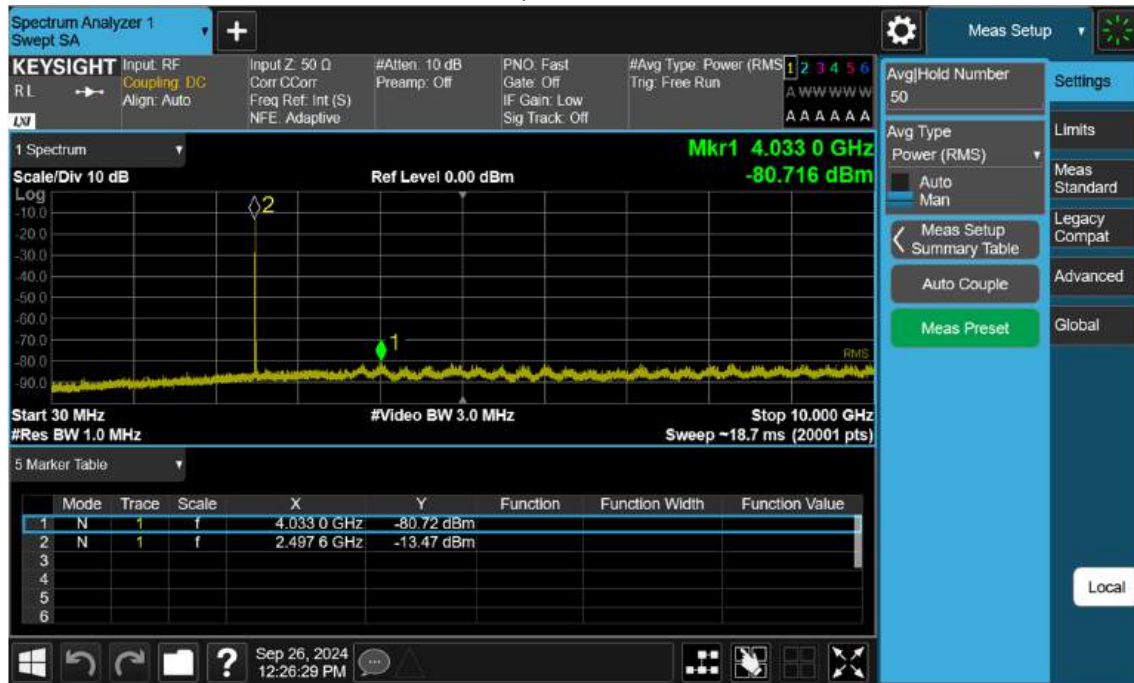 Spectrum Analyzer 1
Swept SA
+
Meas Setup
KEYSIGHT
RL
LXI
Input: RF
Coupling: DC
Align: Auto
Input Z: 50 Ω
Corr CCorr
Freq Ref: Int (S)
NFE: Adaptive
#Atten: 10 dB
Preamp: Off
PNO: Fast
Gate: Off
IF Gain: Low
Sig Track: Off
#Avg Type: Power (RMS)
Trig: Free Run
1 2 3 4 5 6
A W W W W W
A A A A A A
Avg|Hold Number
50
Avg Type
Power (RMS)
Auto
Man
Meas Setup
Summary Table
Auto Couple
Meas Preset
Settings
Limits
Meas
Standard
Legacy
Compat
Advanced
Global
Local
1 Spectrum
Mkr1 4.033 0 GHz
Scale/Div 10 dB
Ref Level 0.00 dBm
-80.716 dBm
Log
-10.0
-20.0
-30.0
-40.0
-50.0
-60.0
-70.0
-80.0
-90.0
2
1
RMS
Start 30 MHz
#Video BW 3.0 MHz
Stop 10.000 GHz
#Res BW 1.0 MHz
Sweep ~18.7 ms (20001 pts)
5 Marker Table
Mode Trace Scale X Y Function Function Width Function Value
1 N 1 f 4.033 0 GHz -80.72 dBm
2 N 1 f 2.497 6 GHz -13.47 dBm
3
4
5
6
?
Sep 26, 2024
12:26:29 PM